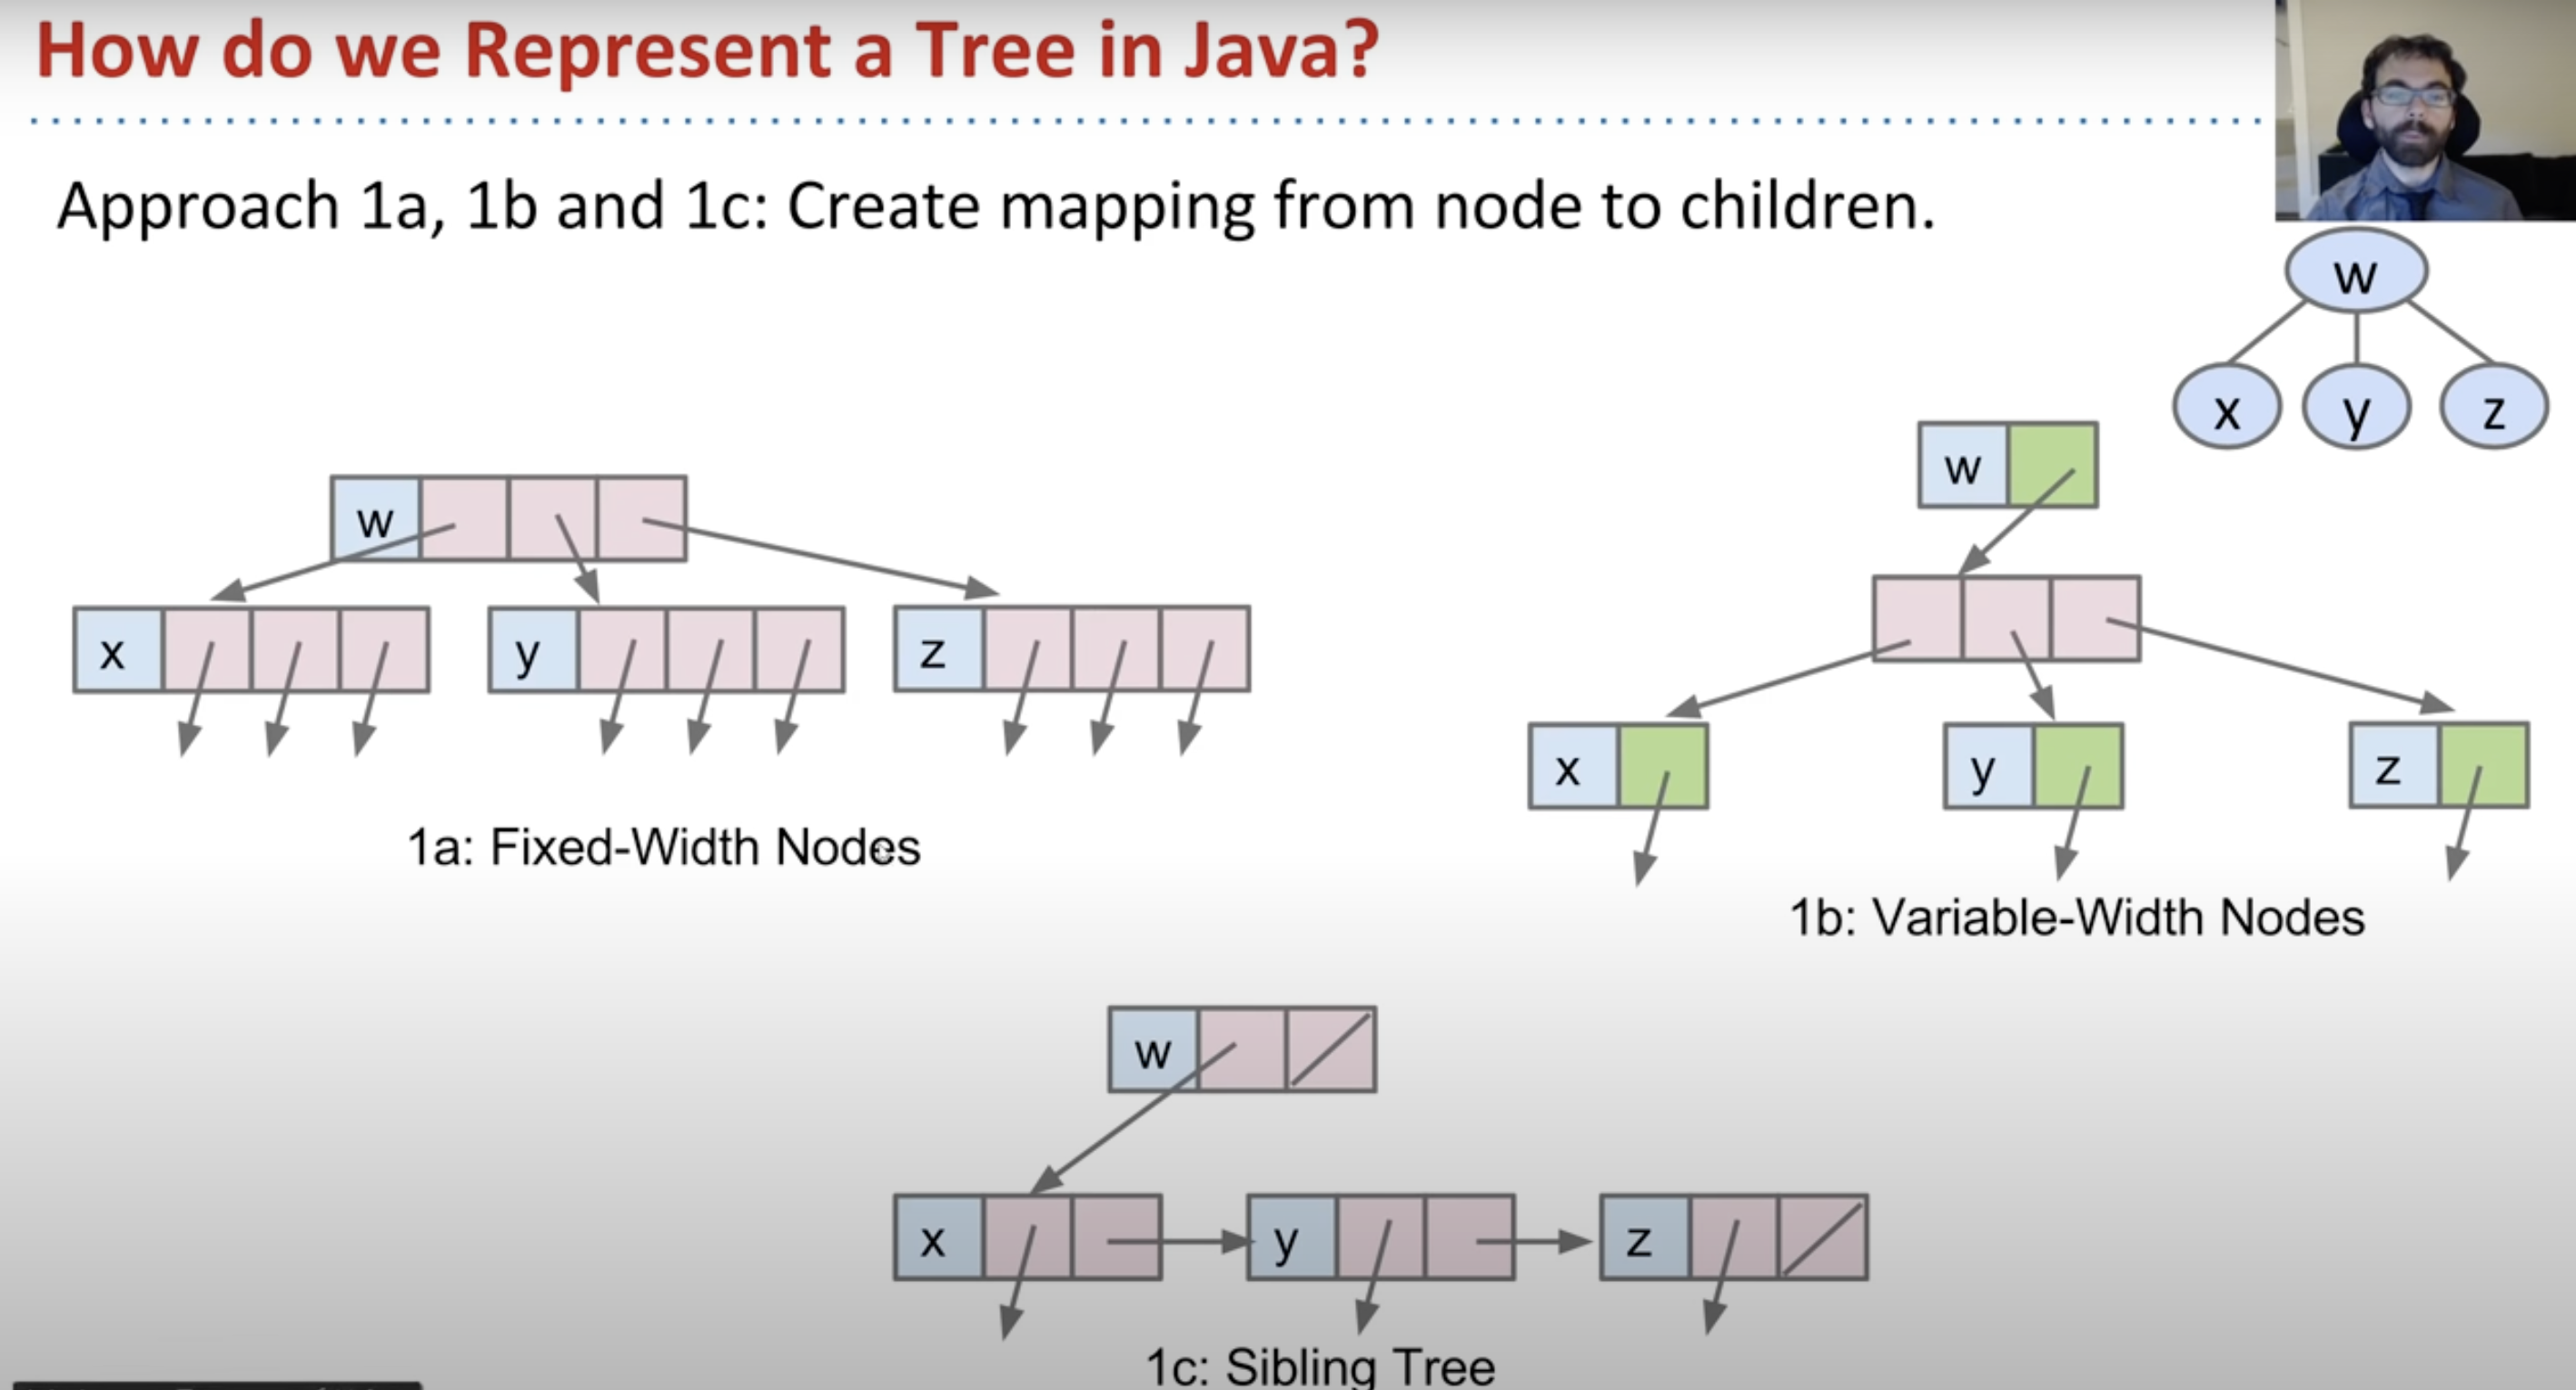 How do we Represent a Tree in Java?
Approach 1a, 1b and 1c: Create mapping from node to children.
w
x y z
w
x y z
1a: Fixed-Width Nodes
w
x y z
1b: Variable-Width Nodes
w
x y z
1c: Sibling Tree